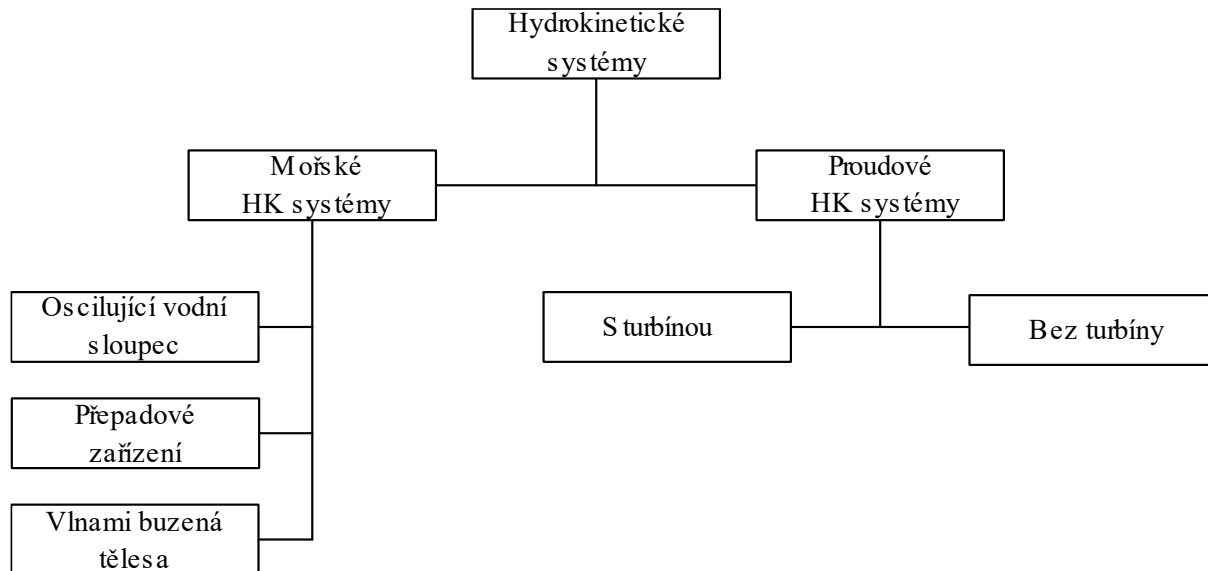 Hydrokinetické
systémy
Mořské
HK systémy
Proudové
HK systémy
Oscilující vodní
sloupec
S turbínou
Bez turbíny
Přepadové
zařízení
Vlnami buzená
tělesa